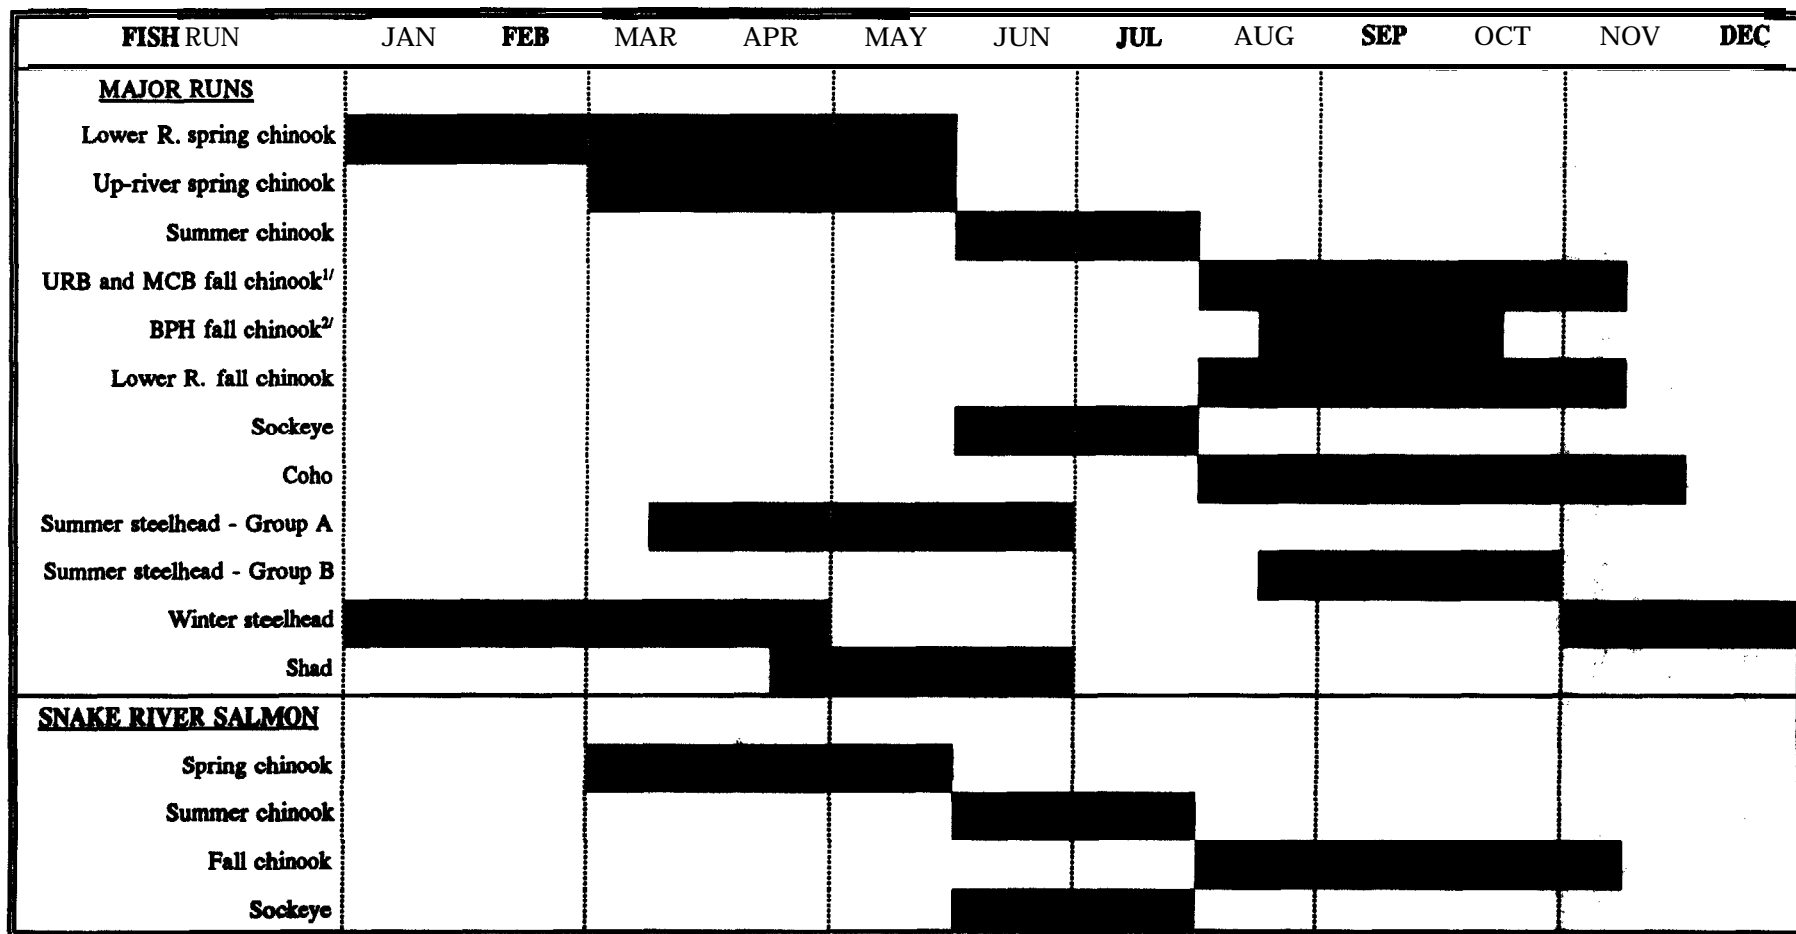 FISH RUN JAN FEB MAR APR MAY JUN JUL AUG SEP OCT NOV DEC
MAJOR RUNS
Lower R. spring chinook
Up-river spring chinook
Summer chinook
URB and MCB fall chinook1/
BPH fall chinook2/
Lower R. fall chinook
Sockeye
Coho
Summer steelhead - Group A
Summer steelhead - Group B
Winter steelhead
Shad
SNAKE RIVER SALMON
Spring chinook
Summer chinook
Fall chinook
Sockeye